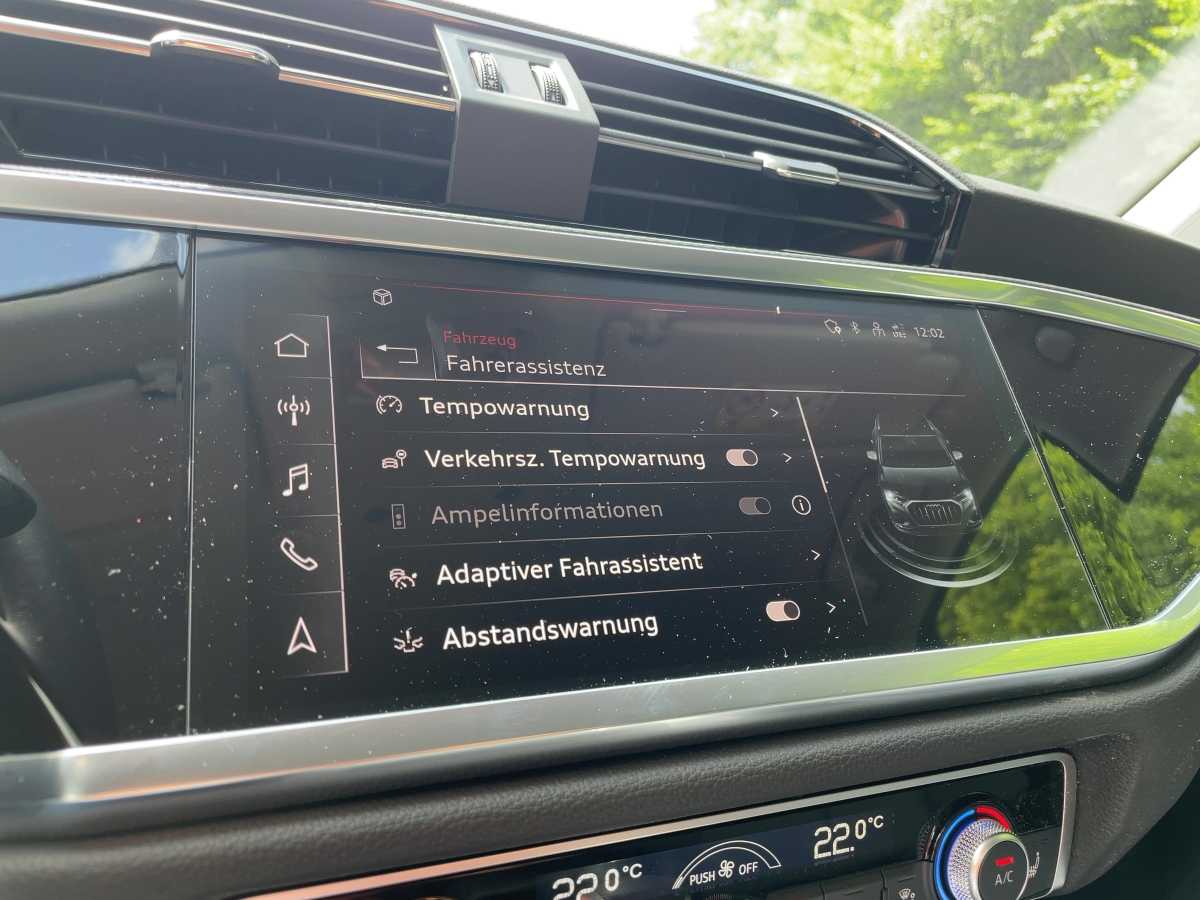 12:02
Fahrzeug
Fahrerassistenz
Tempowarnung
Verkehrsz. Tempowarnung
Ampelinformationen
Adaptiver Fahrassistent
Abstandswarnung
22.0°C
PUSH OFF
22.0°C
A/C